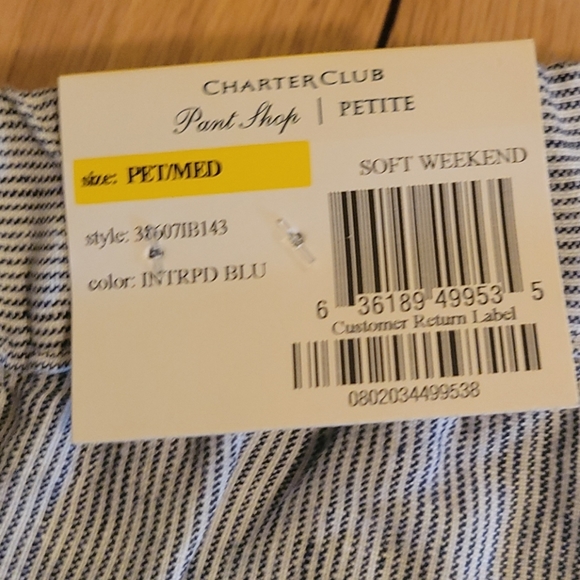 CHARTER CLUB
Pant Shop | PETITE
size: PET/MED
SOFT WEEKEND
style: 38607IB143
color: INTRPD BLU
6 36189 49953 5
Customer Return Label
0802034499538